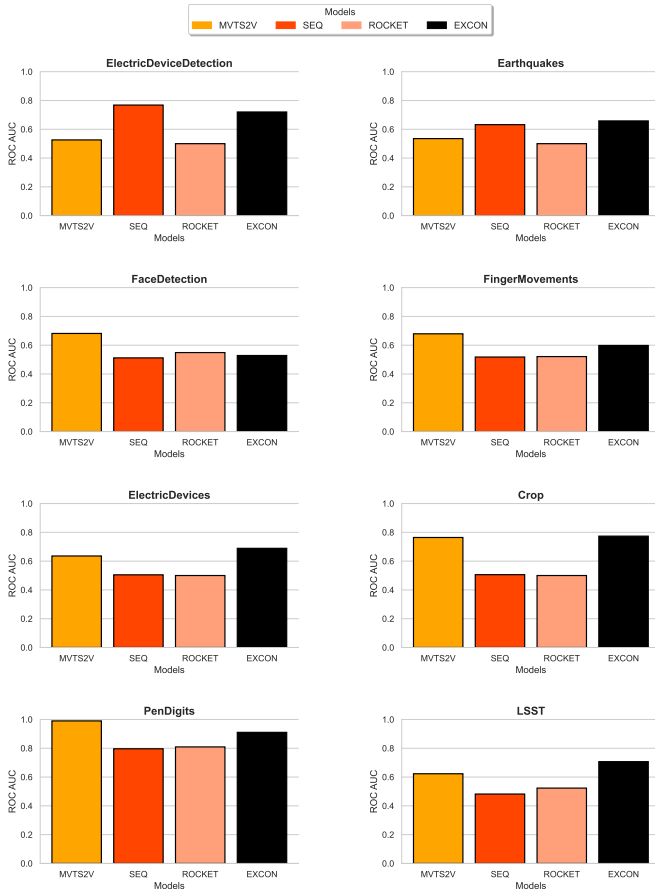 Models
MVTS2V SEQ ROCKET EXCON
ElectricDeviceDetection
1.0
0.8
0.6
0.4
0.2
0.0
ROC AUC
MVTS2V SEQ ROCKET EXCON
Models
Earthquakes
1.0
0.8
0.6
0.4
0.2
0.0
ROC AUC
MVTS2V SEQ ROCKET EXCON
Models
FaceDetection
1.0
0.8
0.6
0.4
0.2
0.0
ROC AUC
MVTS2V SEQ ROCKET EXCON
Models
FingerMovements
1.0
0.8
0.6
0.4
0.2
0.0
ROC AUC
MVTS2V SEQ ROCKET EXCON
Models
ElectricDevices
1.0
0.8
0.6
0.4
0.2
0.0
ROC AUC
MVTS2V SEQ ROCKET EXCON
Models
Crop
1.0
0.8
0.6
0.4
0.2
0.0
ROC AUC
MVTS2V SEQ ROCKET EXCON
Models
PenDigits
1.0
0.8
0.6
0.4
0.2
0.0
ROC AUC
MVTS2V SEQ ROCKET EXCON
Models
LSST
1.0
0.8
0.6
0.4
0.2
0.0
ROC AUC
MVTS2V SEQ ROCKET EXCON
Models